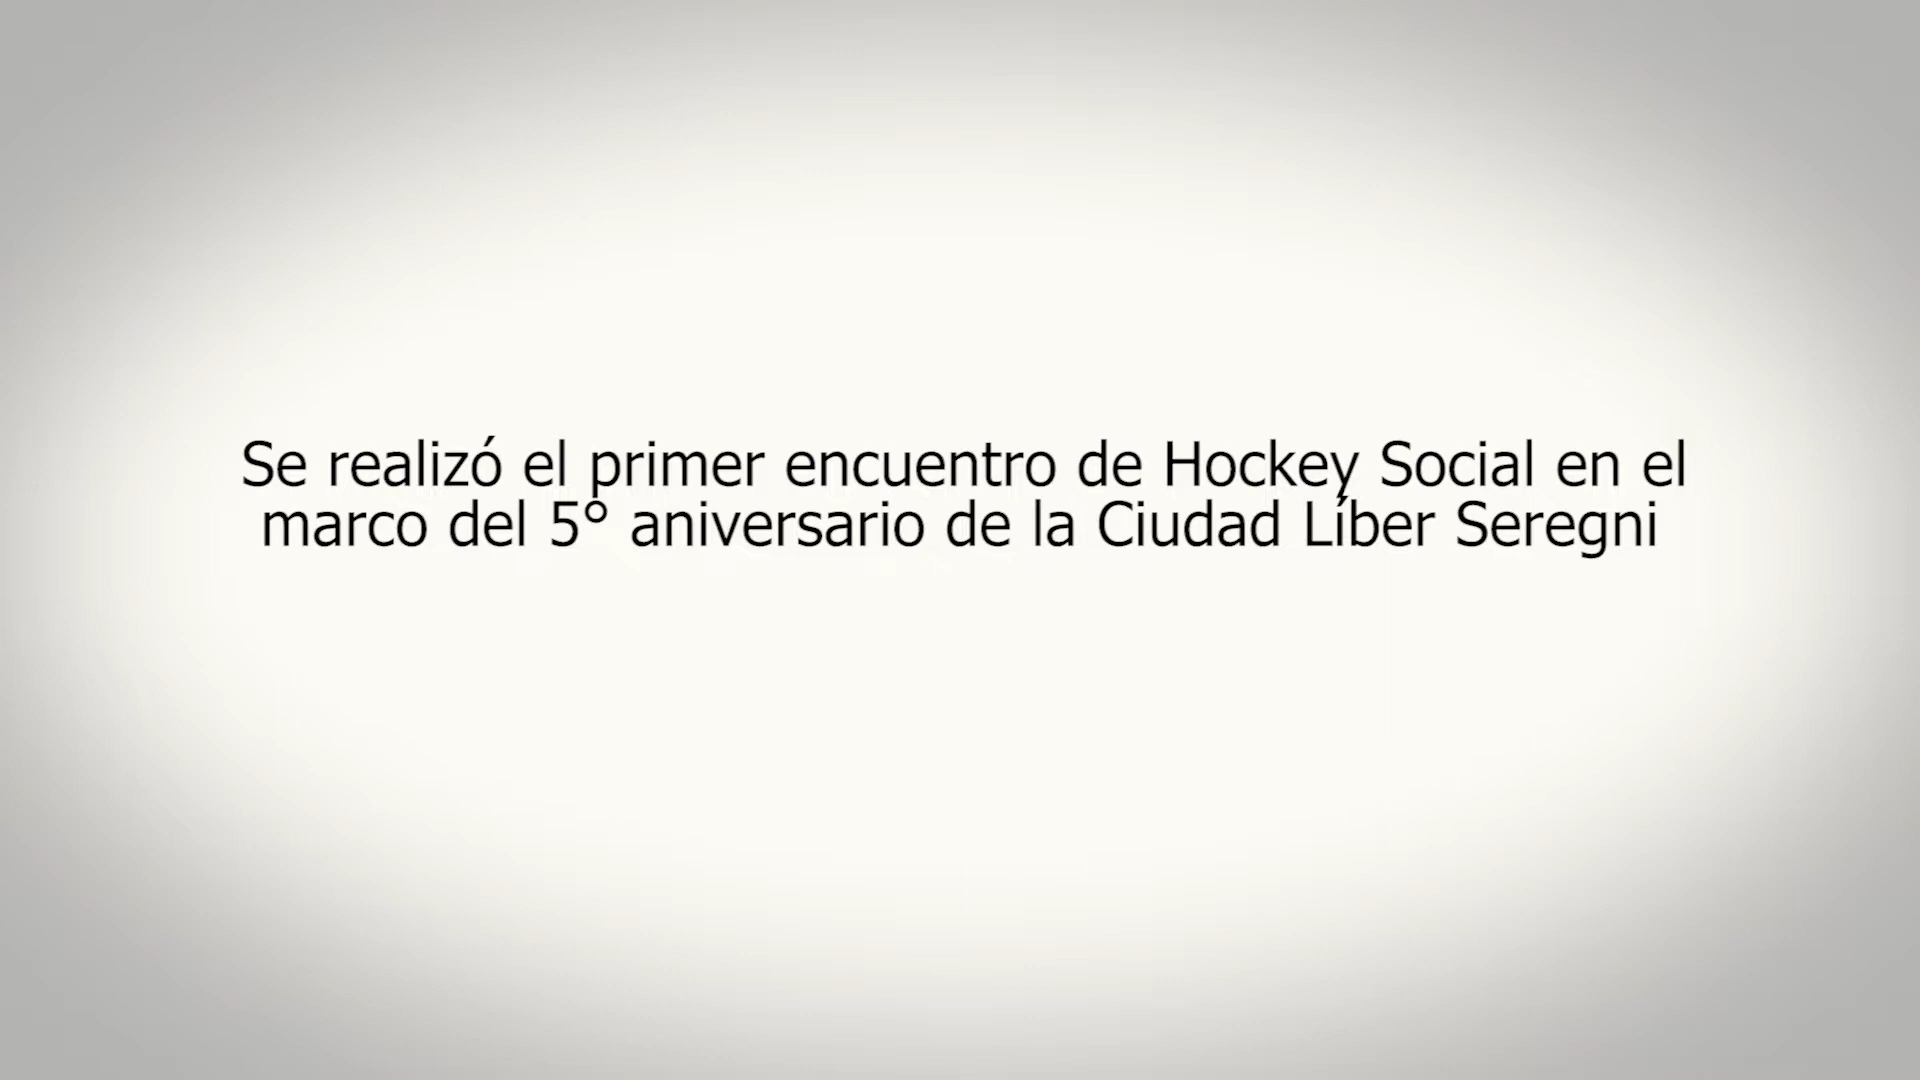 Se realizó el primer encuentro de Hockey Social en el
marco del 5° aniversario de la Ciudad Líber Seregni